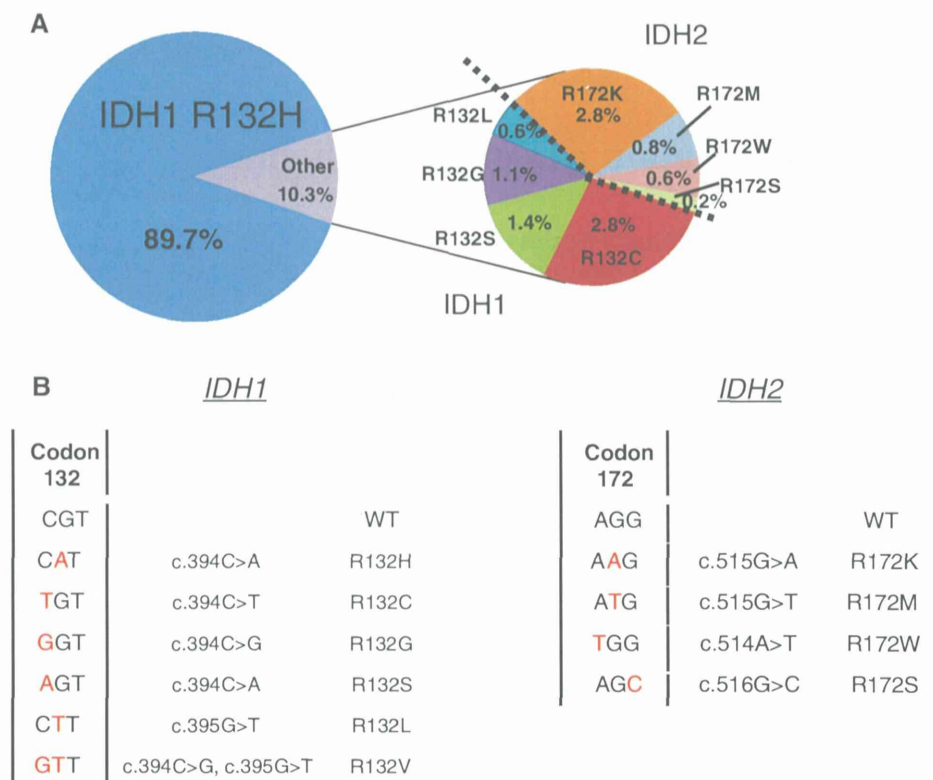 A
IDH2
IDH1 R132H
Other
10.3%
89.7%
R172K
2.8%
R172M
0.8%
R172W
0.6%
R172S
0.2%
R132L
0.6%
R132G
1.1%
R132S
1.4%
2.8%
R132C
IDH1
B
IDH1
IDH2
Codon
132
Codon
172
CGT WT AGG WT
CAT c.394C>A R132H AAG c.515G>A R172K
TGT c.394C>T R132C ATG c.515G>T R172M
GGT c.394C>G R132G TGG c.514A>T R172W
AGT c.394C>A R132S AGC c.516G>C R172S
CTT c.395G>T R132L
GTT c.394C>G, c.395G>T R132V